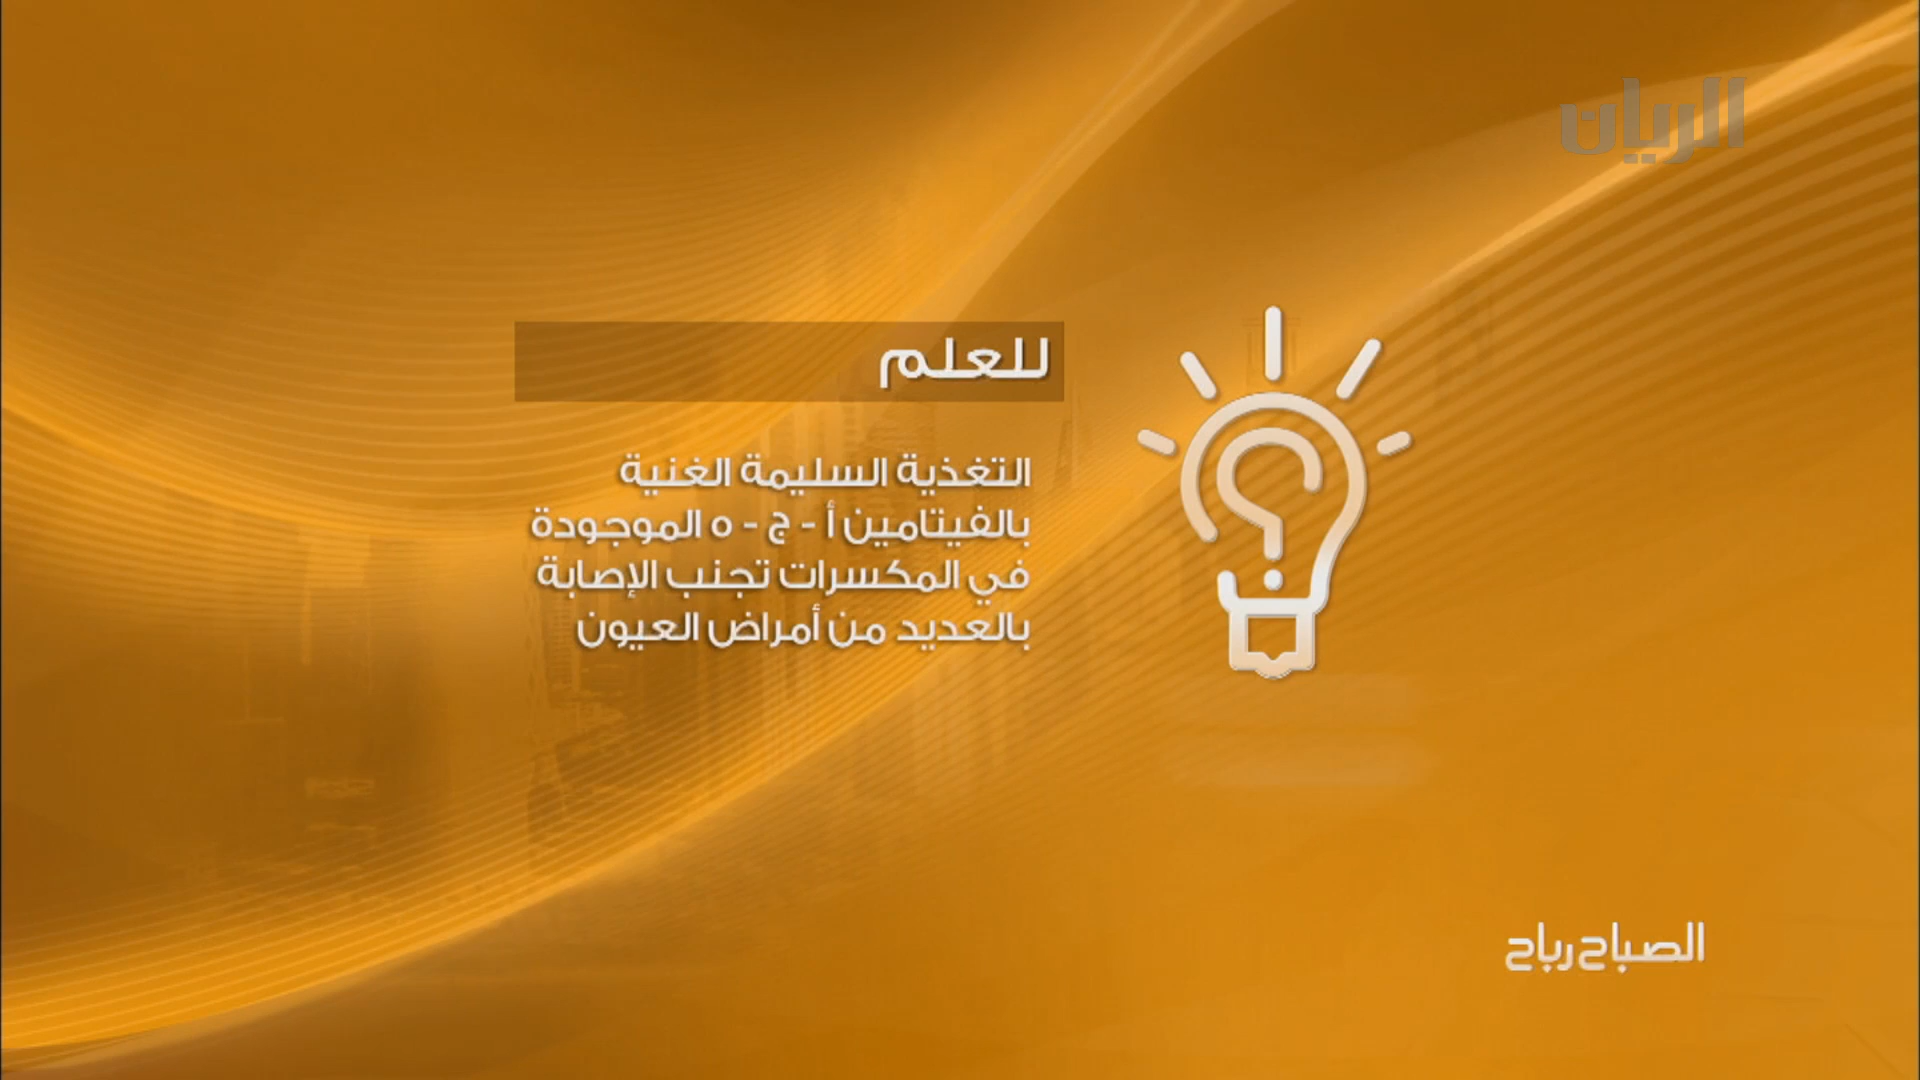 الريان
للعلم
التغذية السليمة الغنية
بالفيتامين أ - ج - ه الموجودة
في المكسرات تجنب الإصابة
بالعديد من أمراض العيون
الصباح رباح